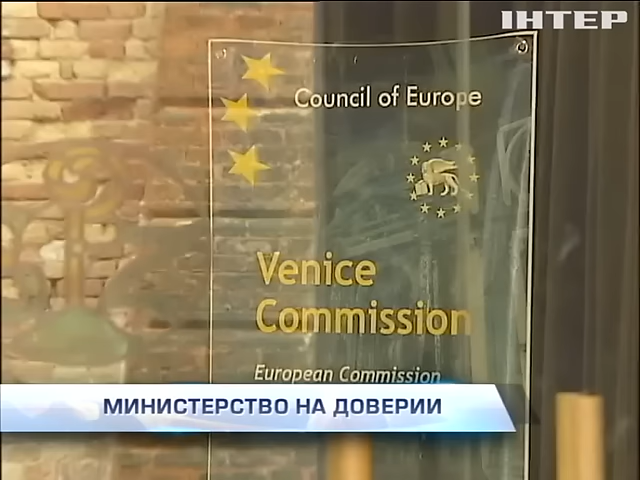 ІНТЕР
Council of Europe
Venice
Commission
European Commission
МИНИСТЕРСТВО НА ДОВЕРИИ